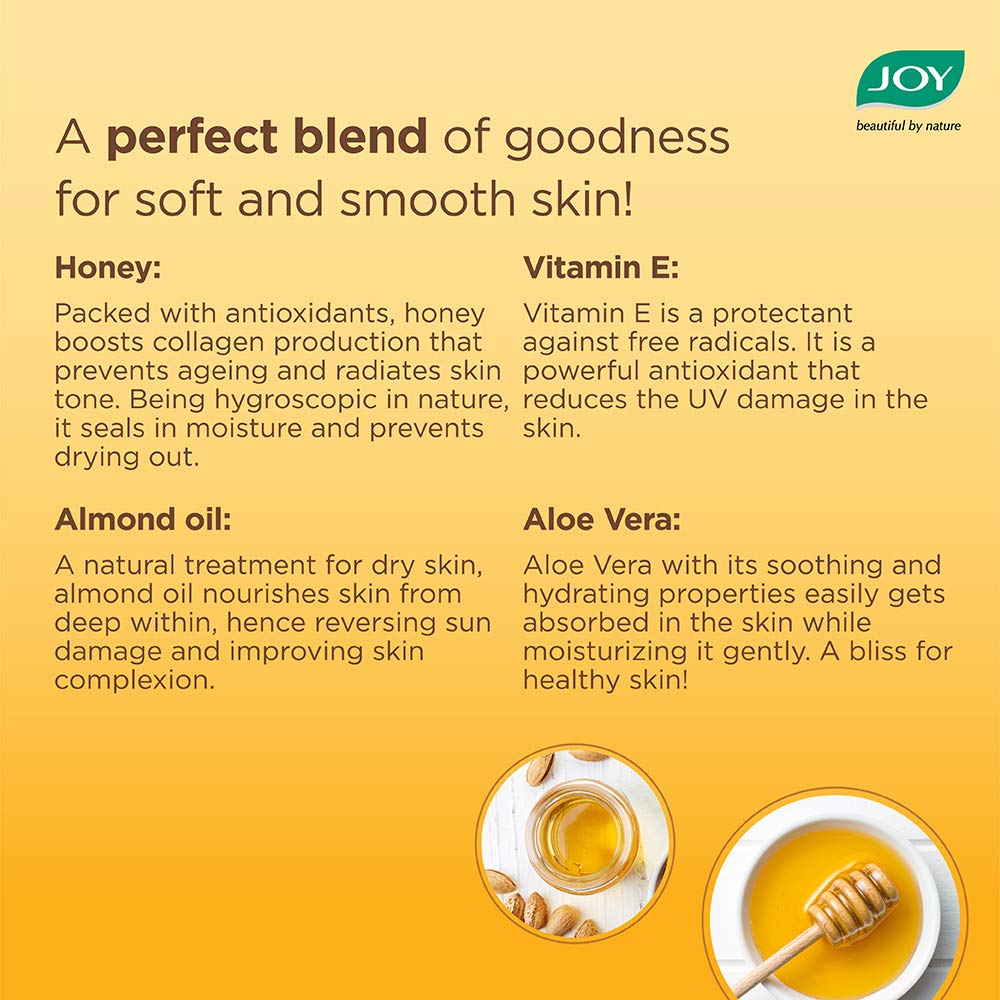 JOY
beautiful by nature
A perfect blend of goodness
for soft and smooth skin!
Honey:
Packed with antioxidants, honey
boosts collagen production that
prevents ageing and radiates skin
tone. Being hygroscopic in nature,
it seals in moisture and prevents
drying out.
Vitamin E:
Vitamin E is a protectant
against free radicals. It is a
powerful antioxidant that
reduces the UV damage in the
skin.
Almond oil:
A natural treatment for dry skin,
almond oil nourishes skin from
deep within, hence reversing sun
damage and improving skin
complexion.
Aloe Vera:
Aloe Vera with its soothing and
hydrating properties easily gets
absorbed in the skin while
moisturizing it gently. A bliss for
healthy skin!